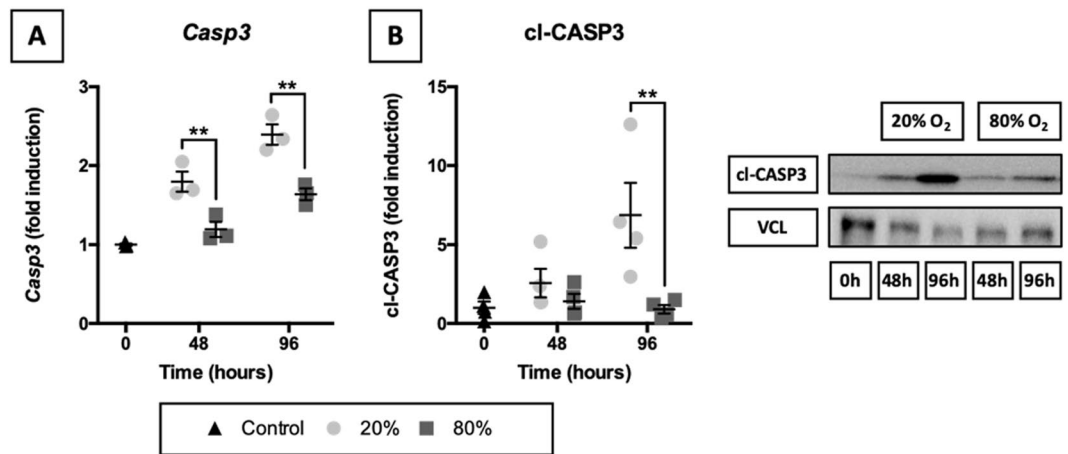 A
Casp3
Casp3 (fold induction)
3
2
1
0
**
**
0
48
96
Time (hours)
B
cl-CASP3
cl-CASP3 (fold induction)
15
10
5
0
**
0
48
96
Time (hours)
20% O₂
80% O₂
cl-CASP3
VCL
0h
48h
96h
48h
96h
Control
20%
80%